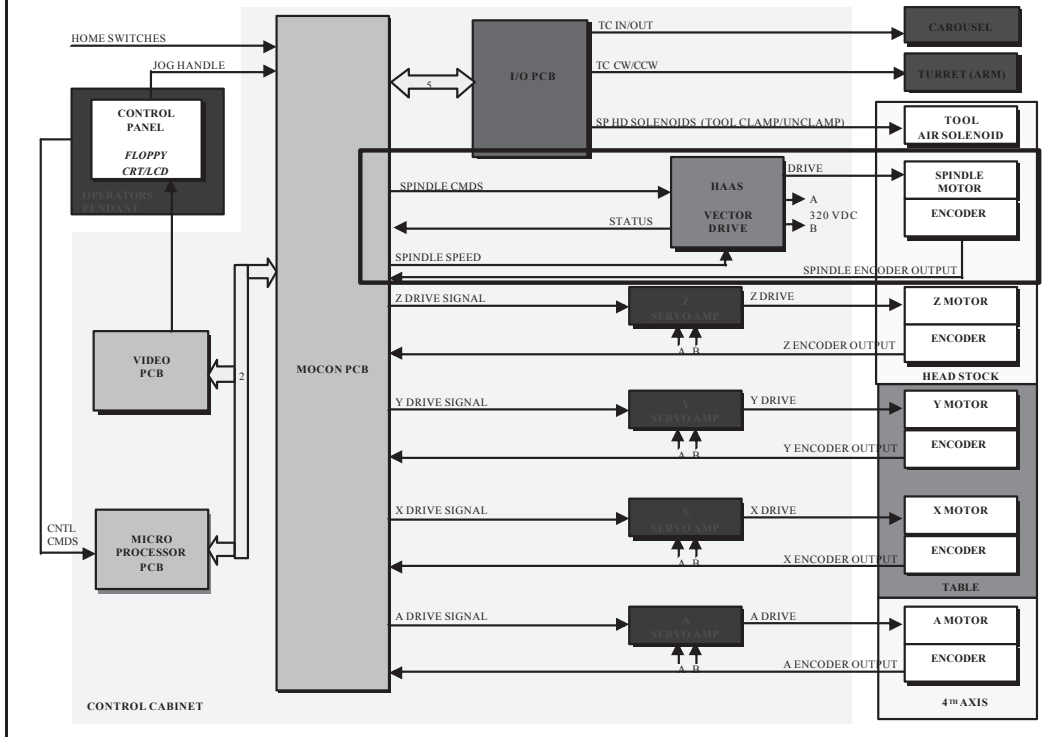 HOME SWITCHES
JOG HANDLE
CONTROL
PANEL
FLOPPY
CRT/LCD
OPERATORS
PENDANT
VIDEO
PCB
2
CNTL
CMDS
MICRO
PROCESSOR
PCB
CONTROL CABINET
MOCON PCB
5
I/O PCB
TC IN/OUT
CAROUSEL
TC CW/CCW
TURRET (ARM)
SP HD SOLENOIDS (TOOL CLAMP/UNCLAMP)
TOOL
AIR SOLENOID
SPINDLE CMDS
HAAS
VECTOR
DRIVE
DRIVE
A
320 VDC
B
SPINDLE
MOTOR
ENCODER
STATUS
SPINDLE SPEED
SPINDLE ENCODER OUTPUT
Z DRIVE SIGNAL
Z
SERVO AMP
A B
Z DRIVE
Z MOTOR
ENCODER
Z ENCODER OUTPUT
HEAD STOCK
Y DRIVE SIGNAL
Y
SERVO AMP
A B
Y DRIVE
Y MOTOR
ENCODER
Y ENCODER OUTPUT
X DRIVE SIGNAL
X
SERVO AMP
A B
X DRIVE
X MOTOR
ENCODER
X ENCODER OUTPUT
TABLE
A DRIVE SIGNAL
A
SERVO AMP
A B
A DRIVE
A MOTOR
ENCODER
A ENCODER OUTPUT
4TH AXIS